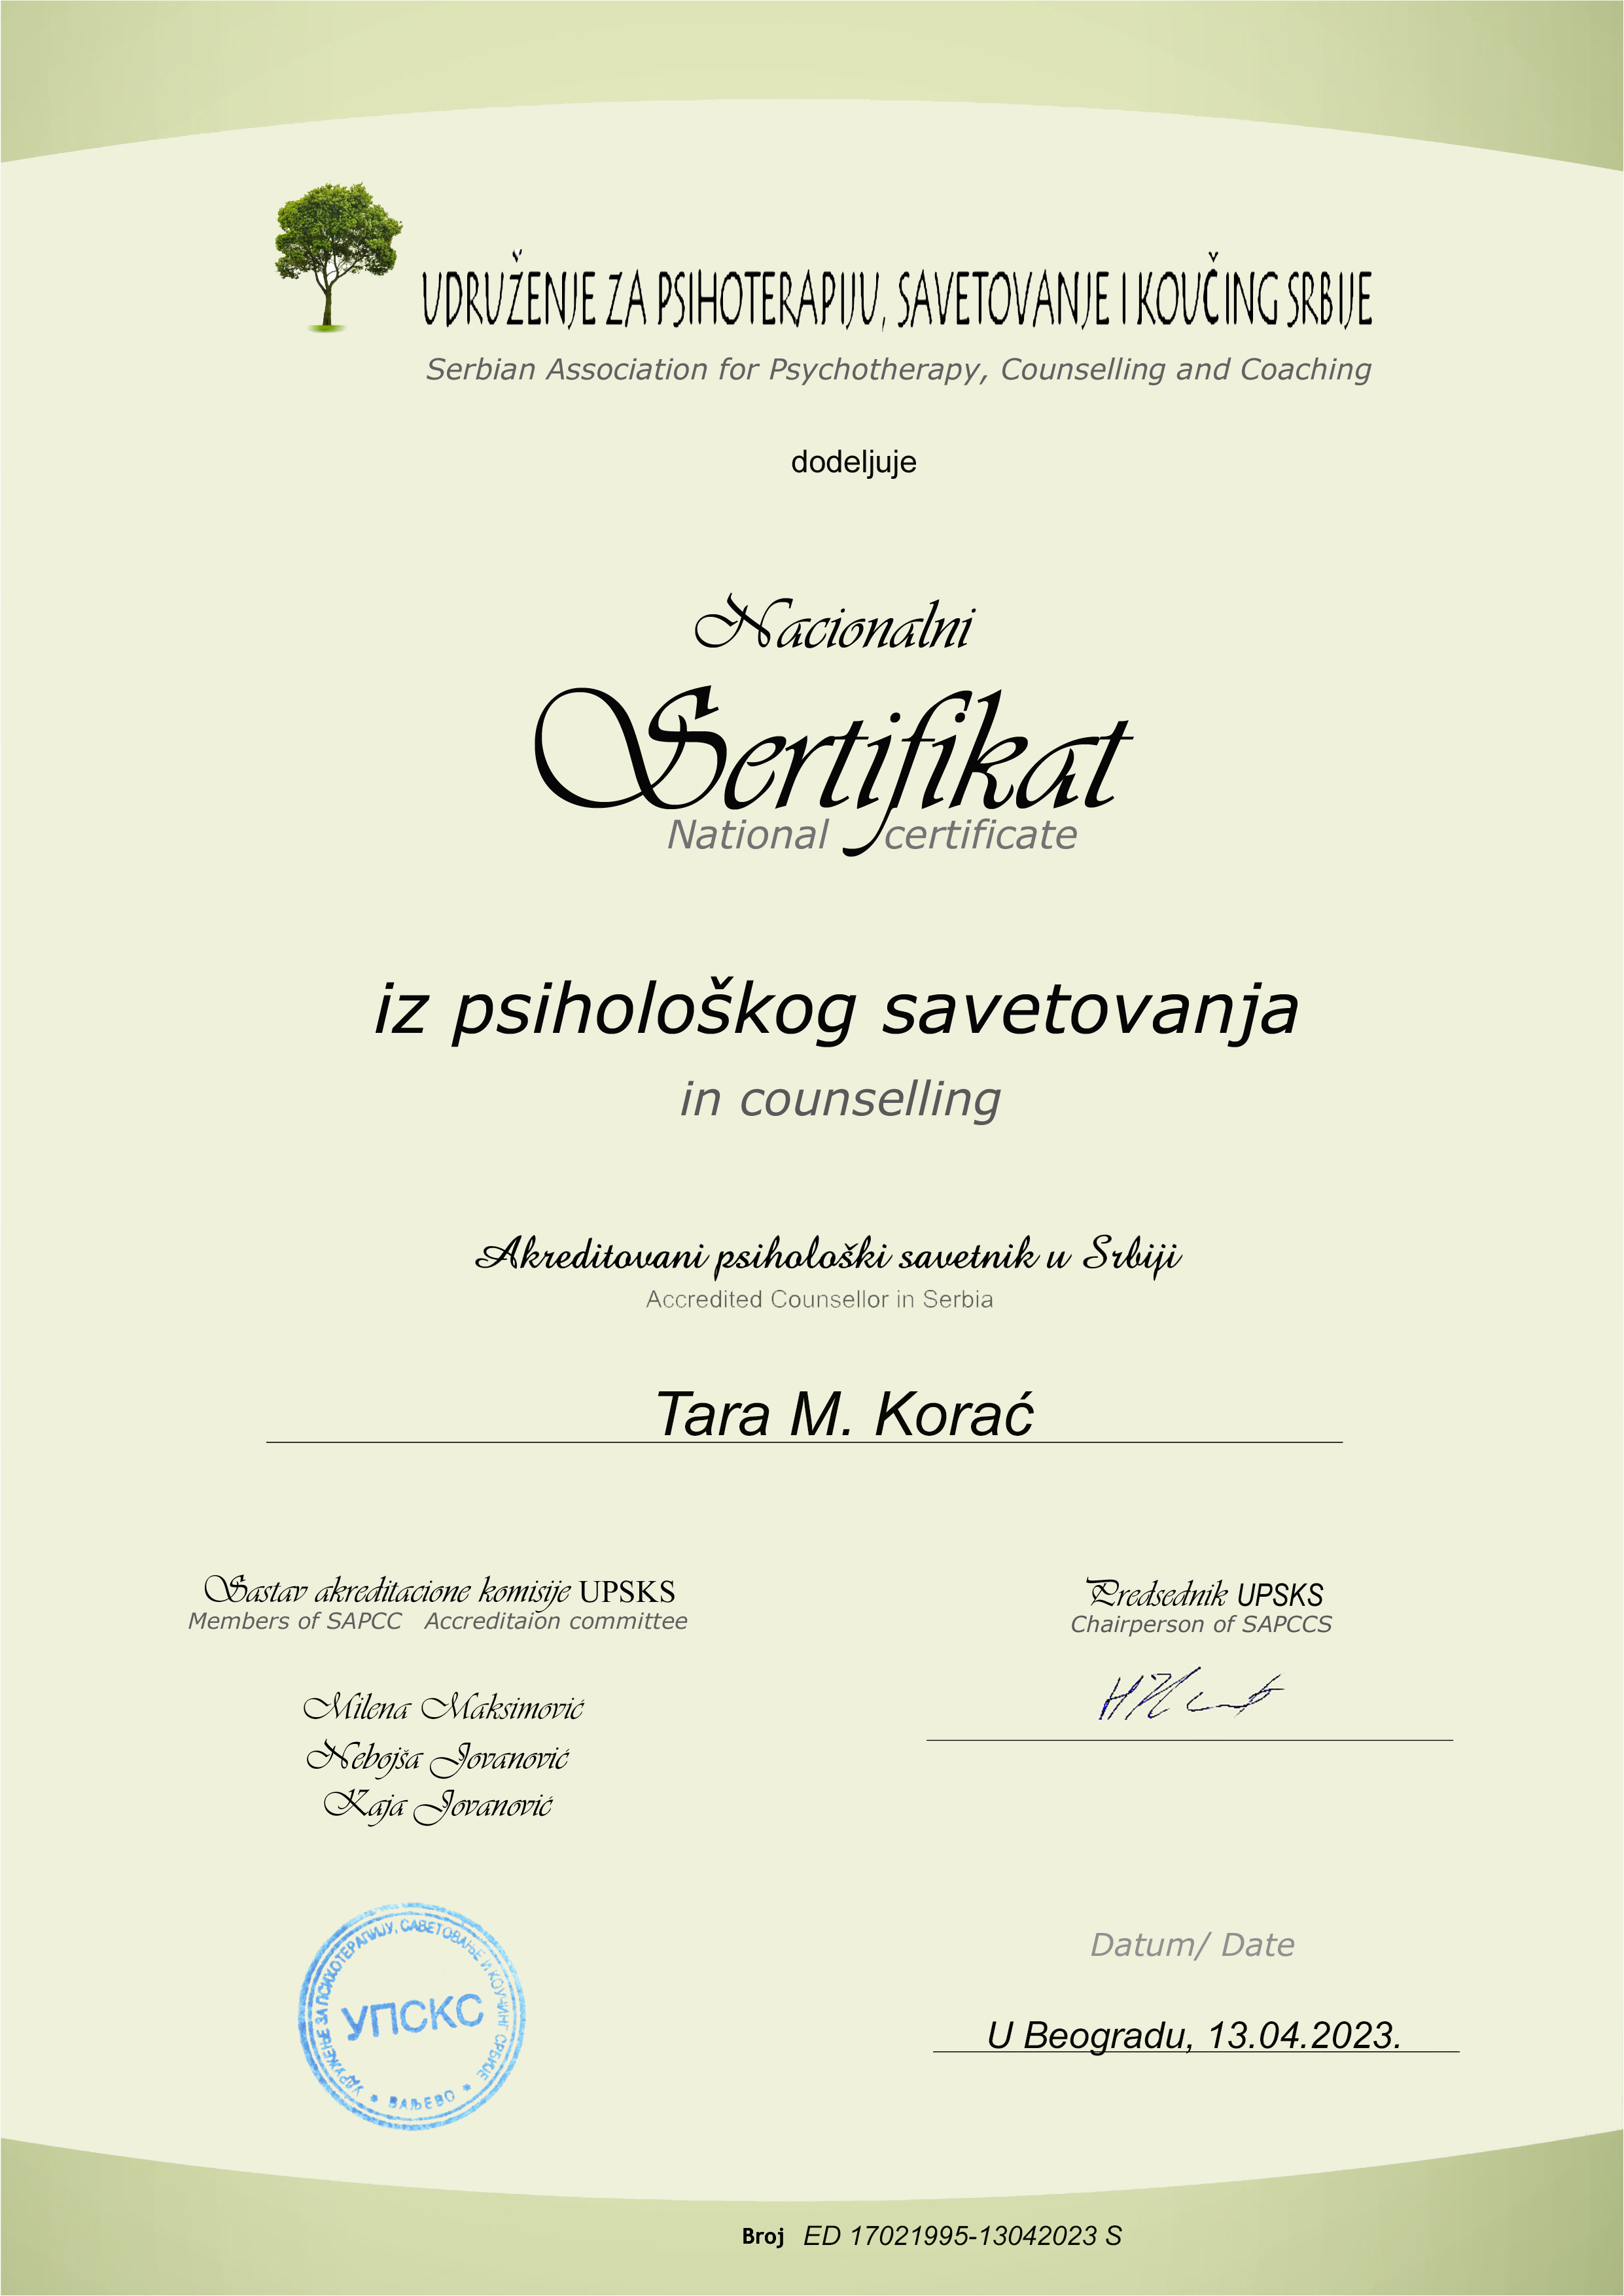 UDRUŽENJE ZA PSIHOTERAPIJU, SAVETOVANJE I KOUČING SRBIJE
Serbian Association for Psychotherapy, Counselling and Coaching
dodeljuje
Nacionalni
Sertifikat
National certificate
iz psihološkog savetovanja
in counselling
Akreditovani psihološki savetnik u Srbiji
Accredited Counsellor in Serbia
Tara M. Korać
Sastav akreditacione komisije UPSKS
Members of SAPCC Accreditaion committee
Milena Maksimović
Nebojša Jovanović
Kaja Jovanović
Predsednik UPSKS
Chairperson of SAPCCS
УДРУЖЕЊЕ ЗА ПСИХОТЕРАПИЈУ, САВЕТОВАЊЕ И КОУЧИНГ СРБИЈЕ
УПСКС
* ВАЉЕВО *
Datum/ Date
U Beogradu, 13.04.2023.
Broj ED 17021995-13042023 S